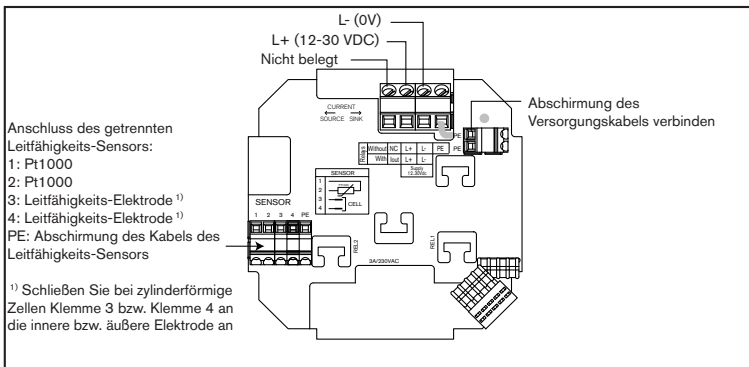 L- (0V)
L+ (12-30 VDC)
Nicht belegt
Abschirmung des
Versorgungskabels verbinden
Anschluss des getrennten
Leitfähigkeits-Sensors:
1: Pt1000
2: Pt1000
3: Leitfähigkeits-Elektrode ¹⁾
4: Leitfähigkeits-Elektrode ¹⁾
PE: Abschirmung des Kabels des
Leitfähigkeits-Sensors
¹⁾ Schließen Sie bei zylinderförmige
Zellen Klemme 3 bzw. Klemme 4 an
die innere bzw. äußere Elektrode an
CURRENT
SOURCE SINK
PE
PE
Relays Without NC L+ L- PE
With Iout L+ L-
Supply
12..30Vdc
SENSOR
1
2
3
4
CELL
SENSOR
1 2 3 4 PE
REL2
REL1
3A/230VAC